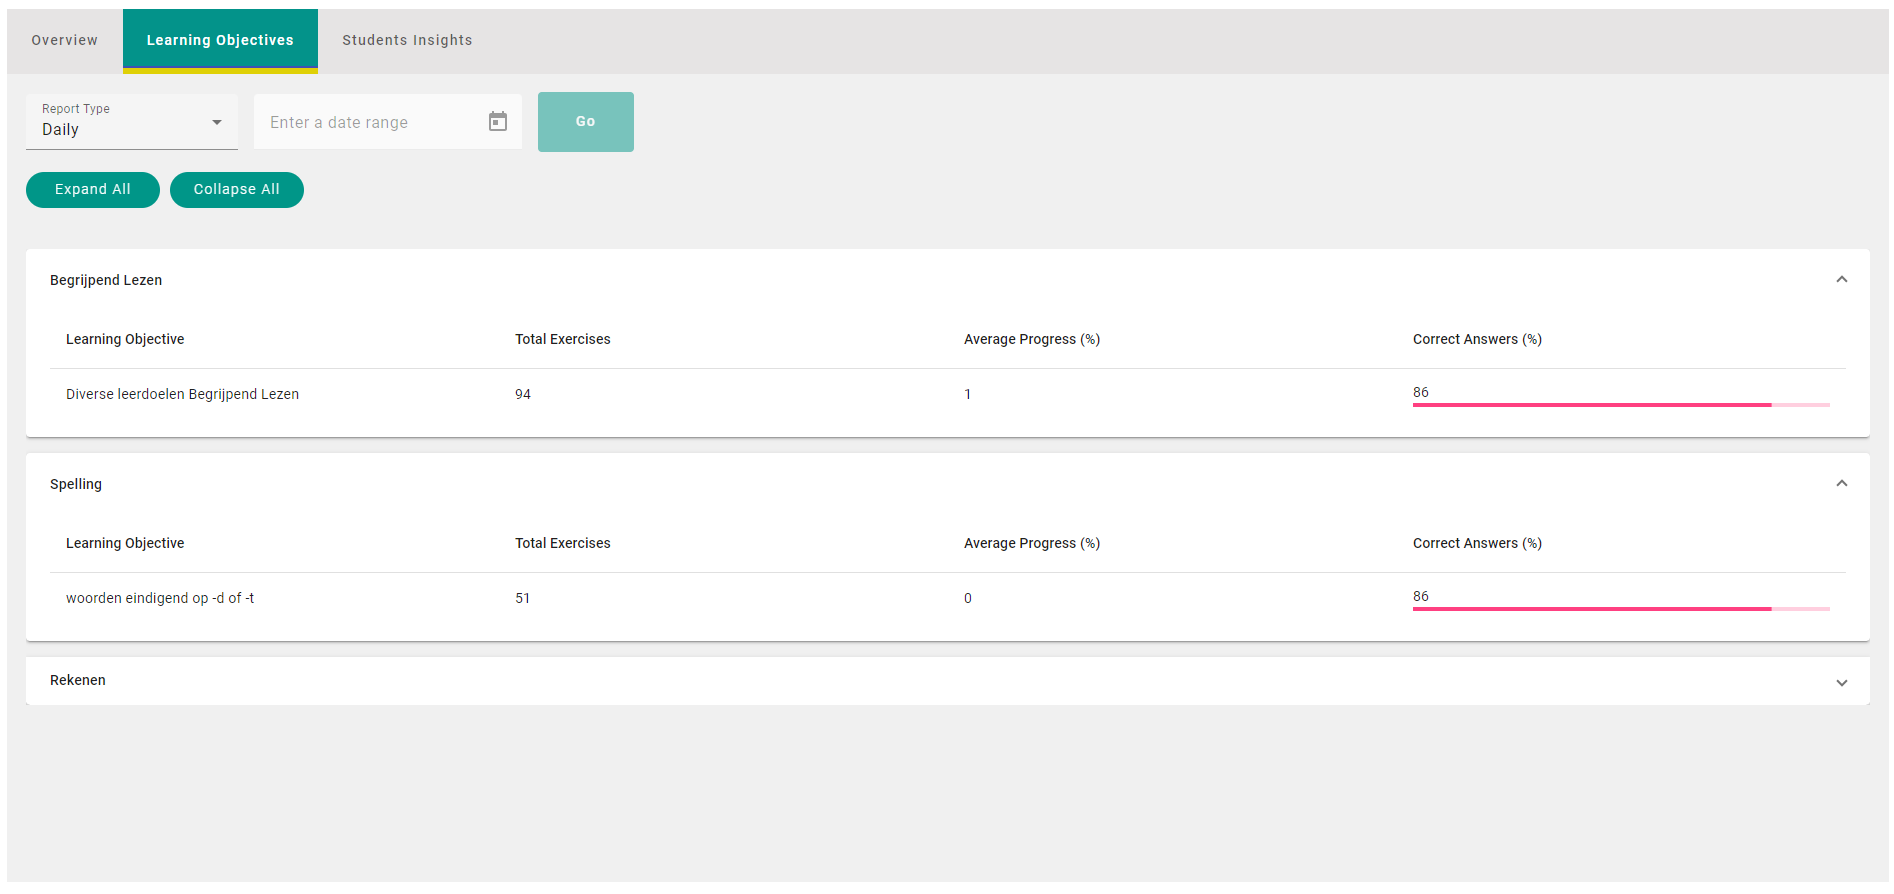 Overview Learning Objectives Students Insights
Report Type
Daily
Enter a date range
Go
Expand All Collapse All
Begrijpend Lezen
Learning Objective Total Exercises Average Progress (%) Correct Answers (%)
Diverse leerdoelen Begrijpend Lezen 94 1 86
Spelling
Learning Objective Total Exercises Average Progress (%) Correct Answers (%)
woorden eindigend op -d of -t 51 0 86
Rekenen